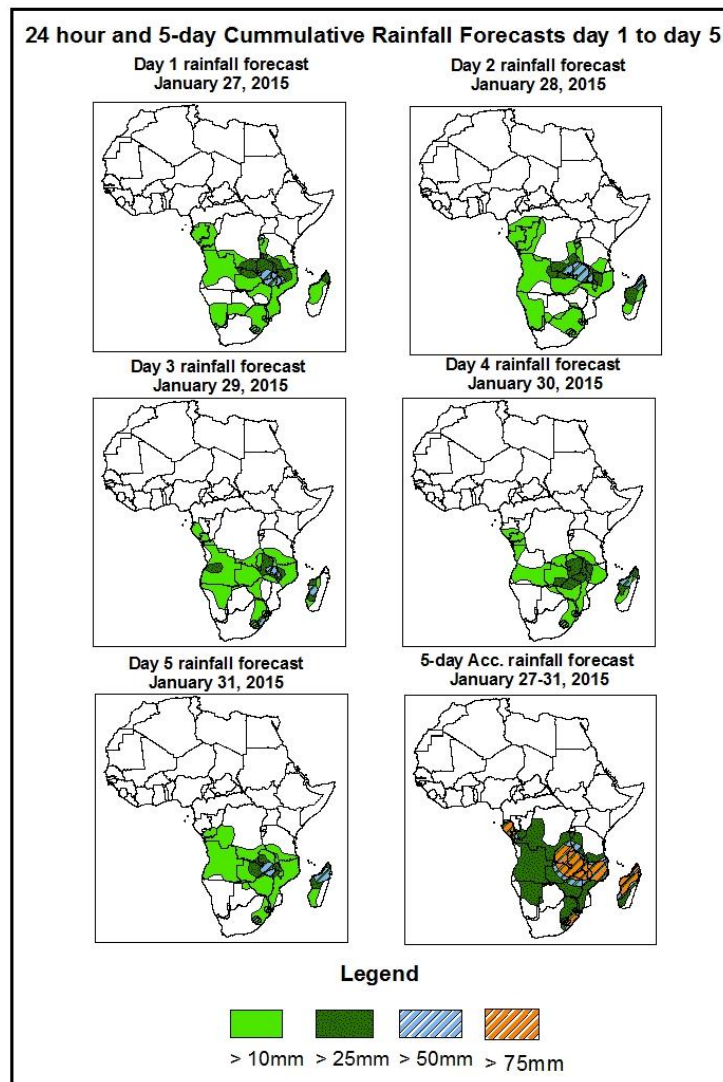 24 hour and 5-day Cummulative Rainfall Forecasts day 1 to day 5
Day 1 rainfall forecast
January 27, 2015
Day 2 rainfall forecast
January 28, 2015
Day 3 rainfall forecast
January 29, 2015
Day 4 rainfall forecast
January 30, 2015
Day 5 rainfall forecast
January 31, 2015
5-day Acc. rainfall forecast
January 27-31, 2015
Legend
> 10mm > 25mm > 50mm > 75mm